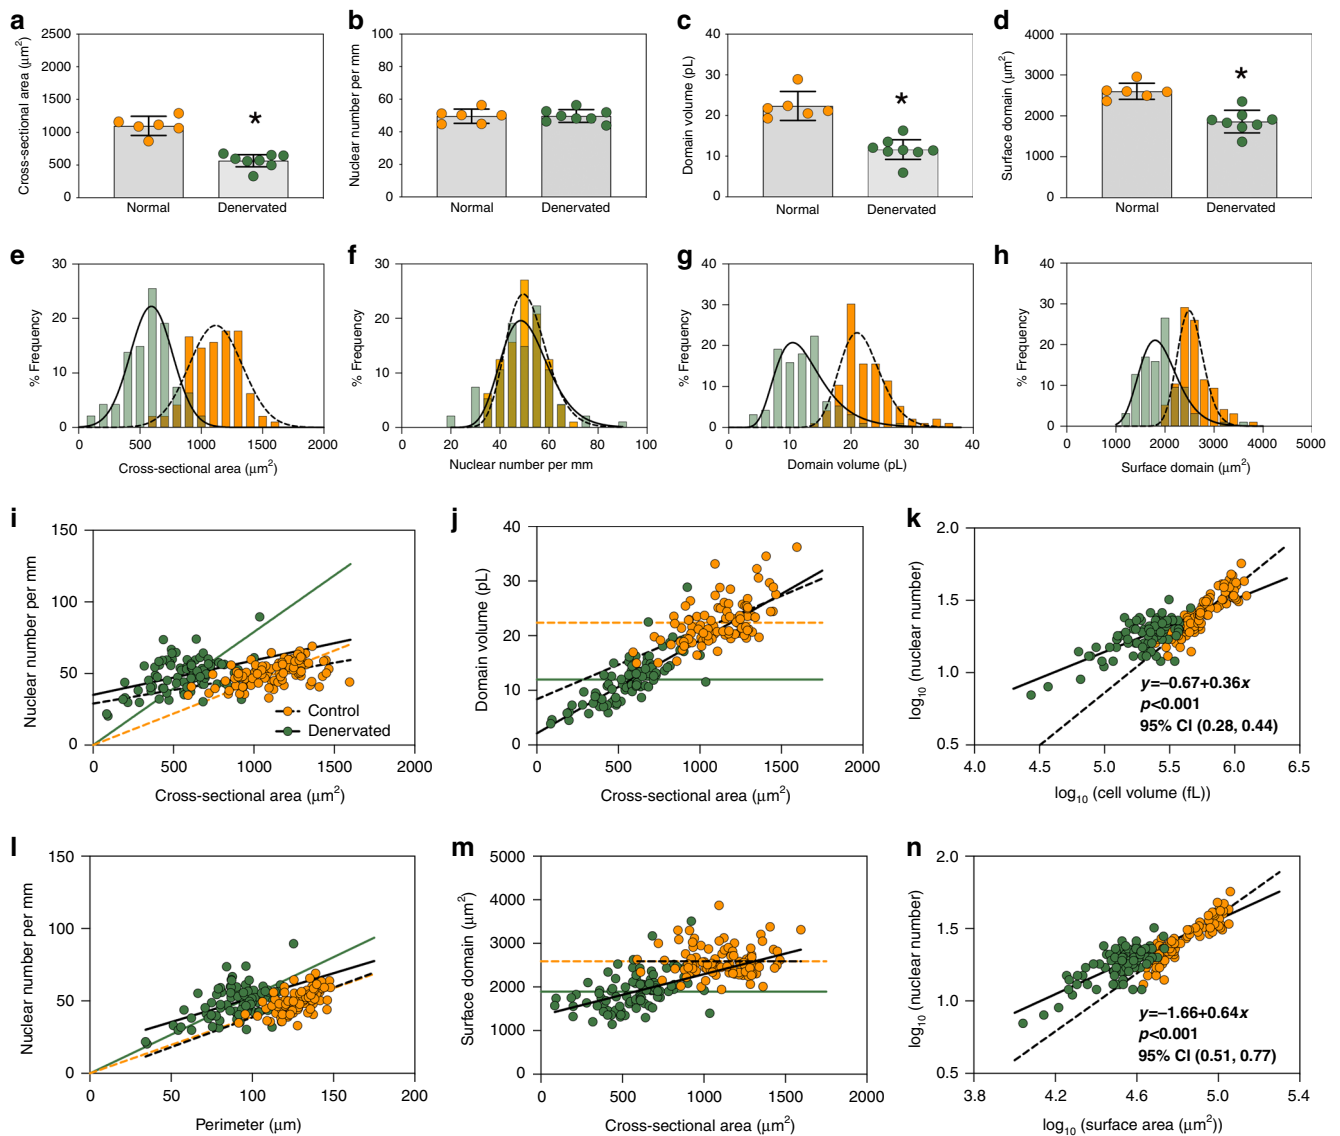 a
Cross-sectional area (μm²)
2500
2000
1500
1000
500
0
Normal
Denervated
*
b
Nuclear number per mm
100
80
60
40
20
0
Normal
Denervated
c
Domain volume (pL)
40
30
20
10
0
Normal
Denervated
*
d
Surface domain (μm²)
4000
3000
2000
1000
0
Normal
Denervated
*
e
% Frequency
30
20
10
0
0 500 1000 1500 2000
Cross-sectional area (μm²)
f
% Frequency
30
20
10
0
0 20 40 60 80 100
Nuclear number per mm
g
% Frequency
40
30
20
10
0
0 10 20 30 40
Domain volume (pL)
h
% Frequency
40
30
20
10
0
0 1000 2000 3000 4000 5000
Surface domain (μm²)
i
Nuclear number per mm
150
100
50
0
Control
Denervated
0 500 1000 1500 2000
Cross-sectional area (μm²)
j
Domain volume (pL)
40
30
20
10
0
0 500 1000 1500 2000
Cross-sectional area (μm²)
k
log₁₀ (nuclear number)
2.0
1.5
1.0
0.5
y=–0.67+0.36x
p<0.001
95% CI (0.28, 0.44)
4.0 4.5 5.0 5.5 6.0 6.5
log₁₀ (cell volume (fL))
l
Nuclear number per mm
150
100
50
0
0 50 100 150 200
Perimeter (μm)
m
Surface domain (μm²)
5000
4000
3000
2000
1000
0
0 500 1000 1500 2000
Cross-sectional area (μm²)
n
log₁₀ (nuclear number)
2.0
1.5
1.0
0.5
y=–1.66+0.64x
p<0.001
95% CI (0.51, 0.77)
3.8 4.2 4.6 5.0 5.4
log₁₀ (surface area (μm²))